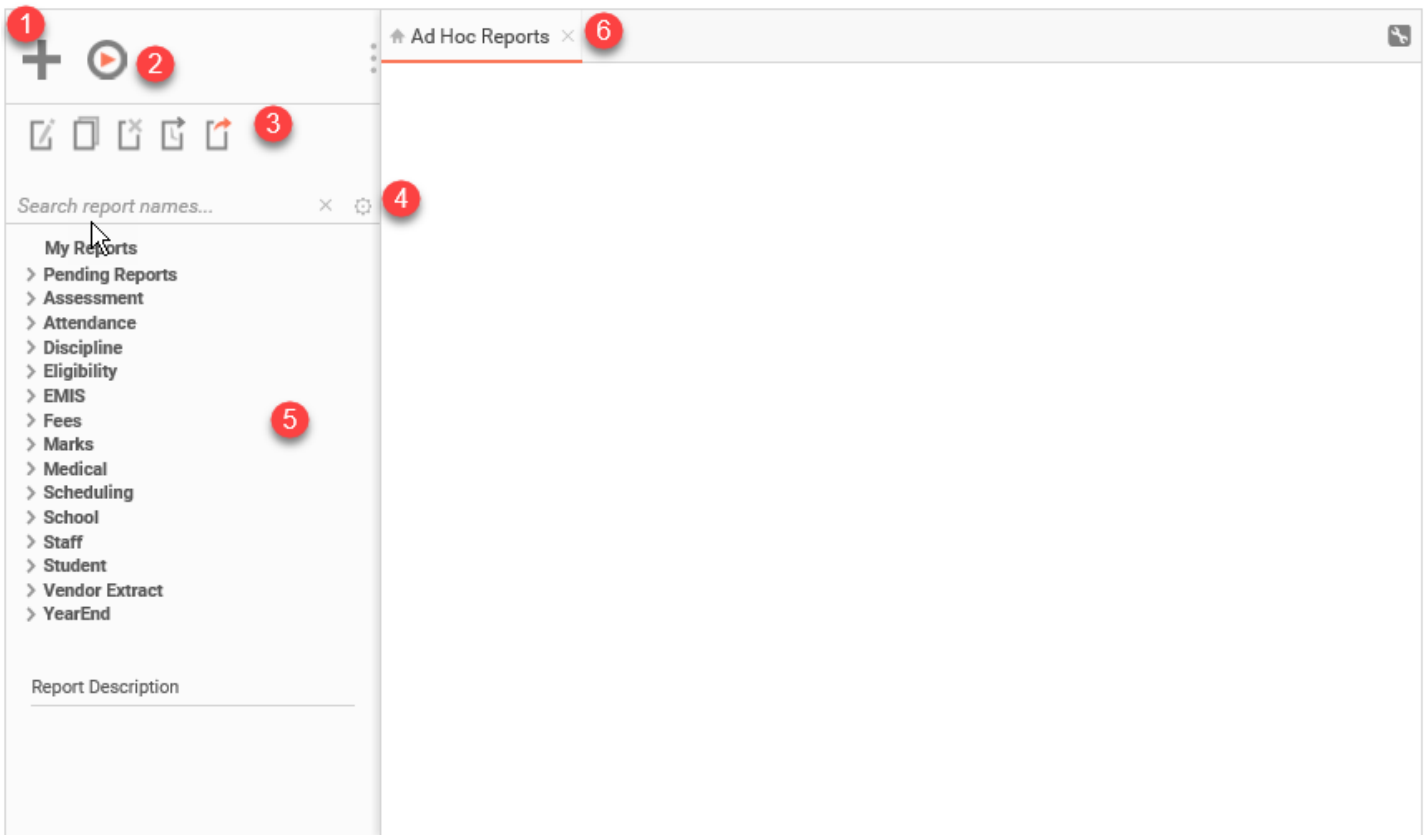 1
2
Ad Hoc Reports
6
3
Search report names...
4
My Reports
Pending Reports
Assessment
Attendance
Discipline
Eligibility
EMIS
Fees
5
Marks
Medical
Scheduling
School
Staff
Student
Vendor Extract
YearEnd
Report Description